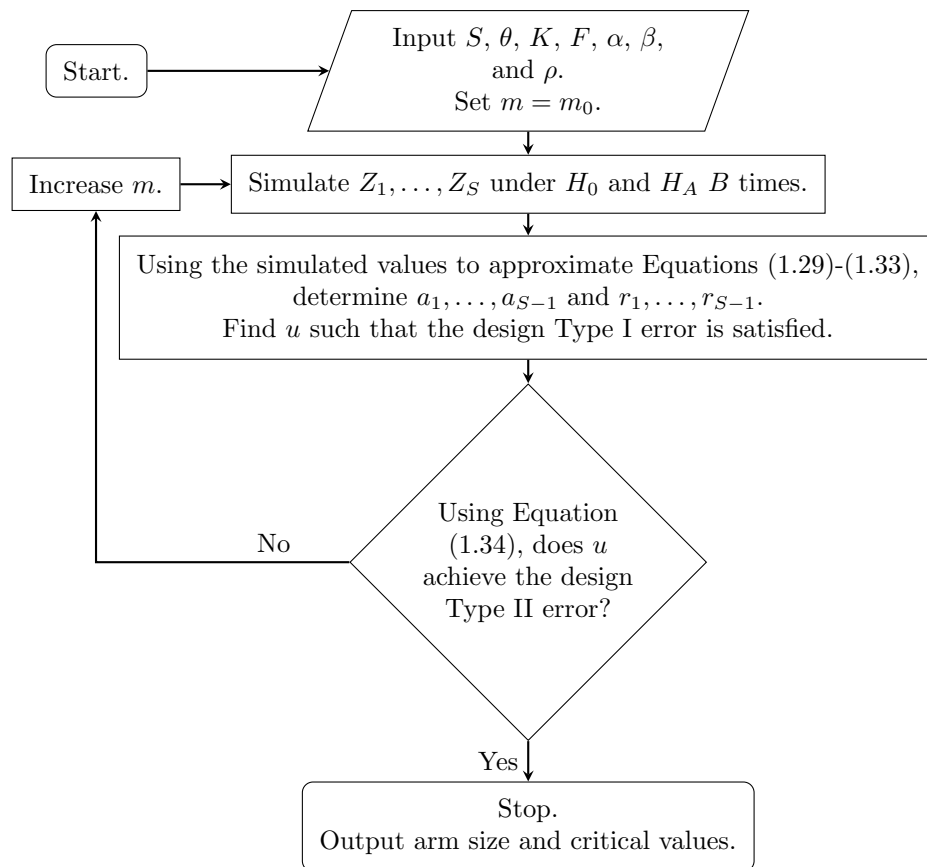 Start.
Input S, θ, K, F, α, β,
and ρ.
Set m = m₀.
Increase m.
Simulate Z₁, . . . , Z_S under H₀ and H_A B times.
Using the simulated values to approximate Equations (1.29)-(1.33),
determine a₁, . . . , a_{S−1} and r₁, . . . , r_{S−1}.
Find u such that the design Type I error is satisfied.
Using Equation
(1.34), does u
achieve the design
Type II error?
No
Yes
Stop.
Output arm size and critical values.